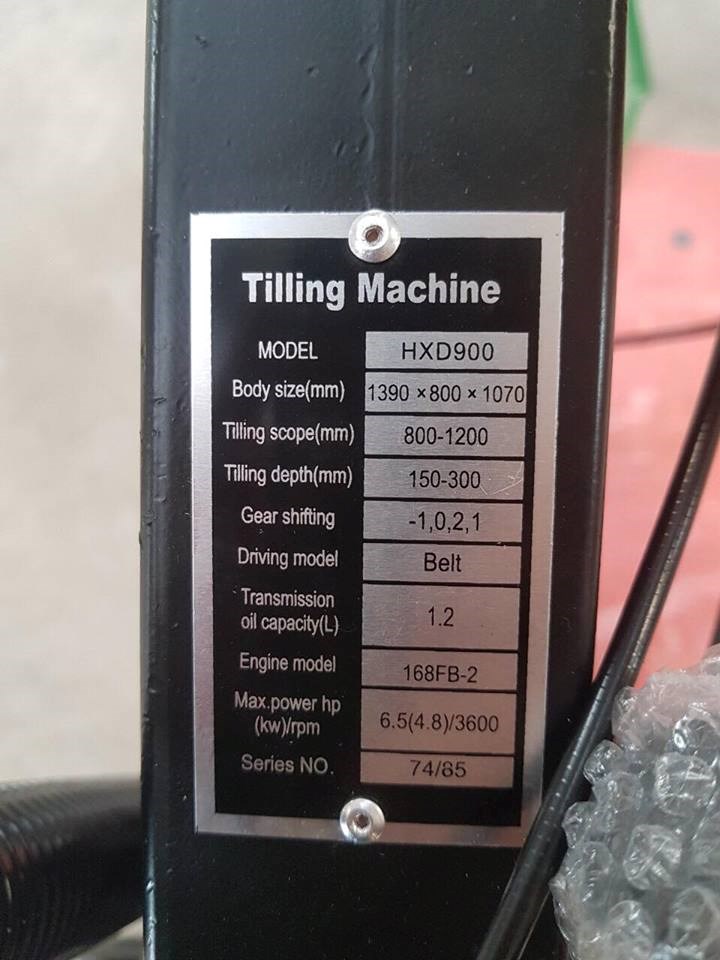 Tilling Machine
MODEL HXD900
Body size(mm) 1390 × 800 × 1070
Tilling scope(mm) 800-1200
Tilling depth(mm) 150-300
Gear shifting -1,0,2,1
Driving model Belt
Transmission
oil capacity(L) 1.2
Engine model 168FB-2
Max.power hp
(kw)/rpm 6.5(4.8)/3600
Series NO. 74/85